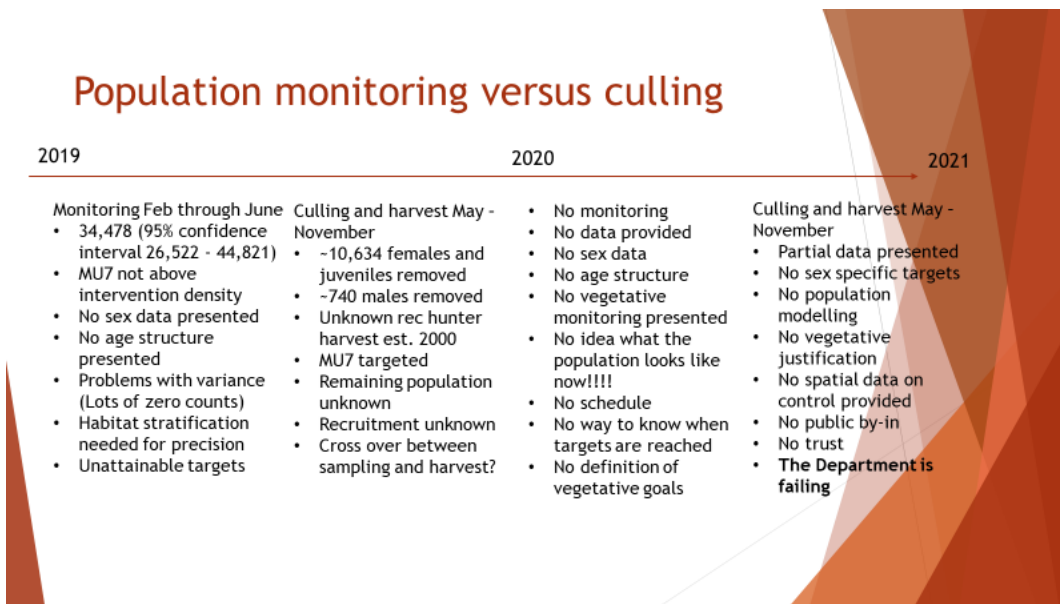 Population monitoring versus culling
2019
2020
2021
Monitoring Feb through June
• 34,478 (95% confidence
interval 26,522 - 44,821)
• MU7 not above
intervention density
• No sex data presented
• No age structure
presented
• Problems with variance
(Lots of zero counts)
• Habitat stratification
needed for precision
• Unattainable targets
Culling and harvest May -
November
• ~10,634 females and
juveniles removed
• ~740 males removed
• Unknown rec hunter
harvest est. 2000
• MU7 targeted
• Remaining population
unknown
• Recruitment unknown
• Cross over between
sampling and harvest?
• No monitoring
• No data provided
• No sex data
• No age structure
• No vegetative
monitoring presented
• No idea what the
population looks like
now!!!!
• No schedule
• No way to know when
targets are reached
• No definition of
vegetative goals
Culling and harvest May -
November
• Partial data presented
• No sex specific targets
• No population
modelling
• No vegetative
justification
• No spatial data on
control provided
• No public by-in
• No trust
• The Department is
failing